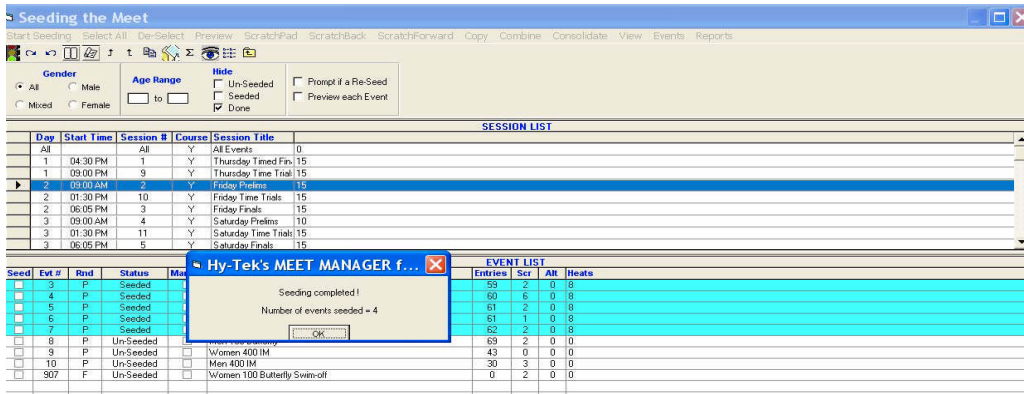 Seeding the Meet
Start Seeding Select All De-Select Preview ScratchPad ScratchBack ScratchForward Copy Combine Consolidate View Events Reports
Gender
All Male
Mixed Female
Age Range
to
Hide
Un-Seeded
Seeded
Done
Prompt if a Re-Seed
Preview each Event
SESSION LIST
Day Start Time Session # Course Session Title
All All Y All Events 0
1 04:30 PM 1 Y Thursday Timed Fin 15
1 09:00 PM 9 Y Thursday Time Trial 15
2 09:00 AM 2 Y Friday Prelims 15
2 01:30 PM 10 Y Friday Time Trials 15
2 06:05 PM 3 Y Friday Finals 15
3 09:00 AM 4 Y Saturday Prelims 10
3 01:30 PM 11 Y Saturday Time Trials 15
3 06:05 PM 5 Y Saturday Finals 15
EVENT LIST
Seed Evt # Rnd Status Entries Scr Alt Heats
3 P Seeded 59 2 0 8
4 P Seeded 60 6 0 8
5 P Seeded 61 2 0 8
6 P Seeded 61 1 0 8
7 P Seeded 62 2 0 8
8 P Un-Seeded 69 2 0 0
9 P Un-Seeded Women 400 IM 43 0 0 0
10 P Un-Seeded Men 400 IM 30 3 0 0
907 F Un-Seeded Women 100 Butterfly Swim-off 0 2 0 0
Hy-Tek's MEET MANAGER f...
Seeding completed !
Number of events seeded = 4
OK